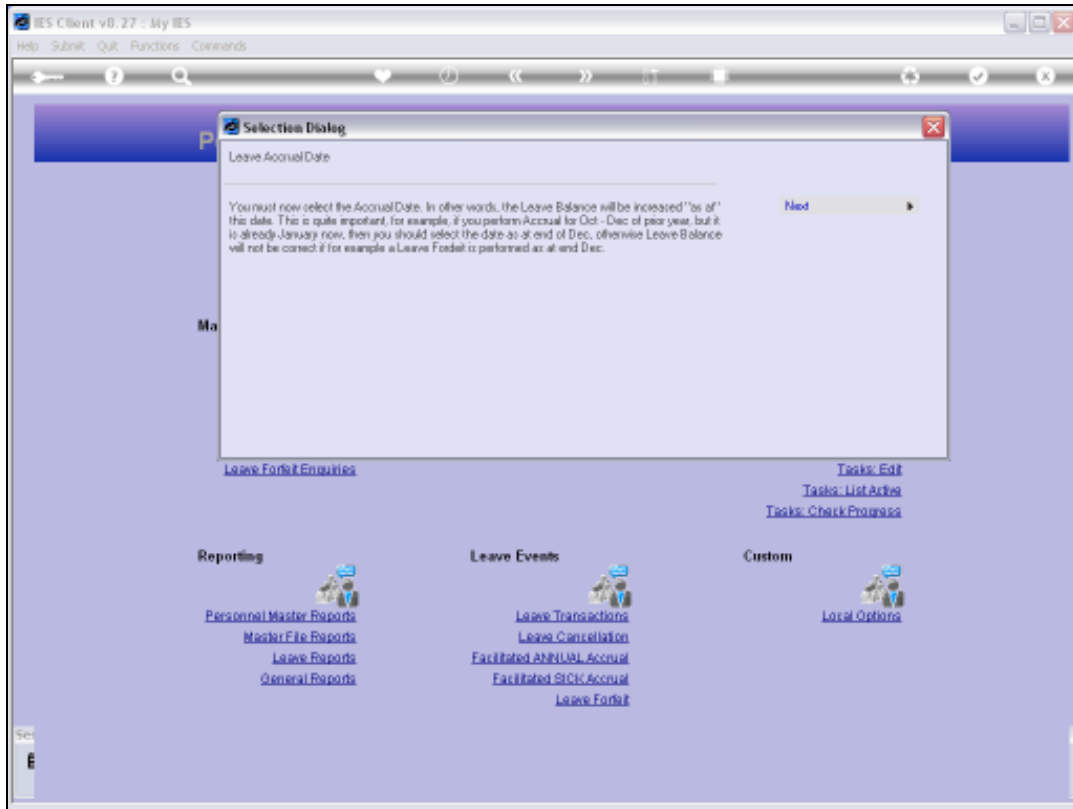 IES Client v8.27 : My IES
Help Submit Quit Functions Commands
Selection Dialog
Leave Accrual Date
You must now select the Accrual Date. In other words, the Leave Balance will be increased "as at"
this date. This is quite important, for example, if you perform Accrual for Oct - Dec of prior year, but it
is already January now, then you should select the date as at end of Dec, otherwise Leave Balance
will not be correct if for example a Leave Forfeit is performed as at end Dec.
Next
Ma
Leave Forfeit Enquiries
Tasks: Edit
Tasks: List Active
Tasks: Check Progress
Reporting
Leave Events
Custom
Personnel Master Reports
Leave Transactions
Local Options
Master File Reports
Leave Cancellation
Leave Reports
Facilitated ANNUAL Accrual
General Reports
Facilitated SICK Accrual
Leave Forfeit
Ser